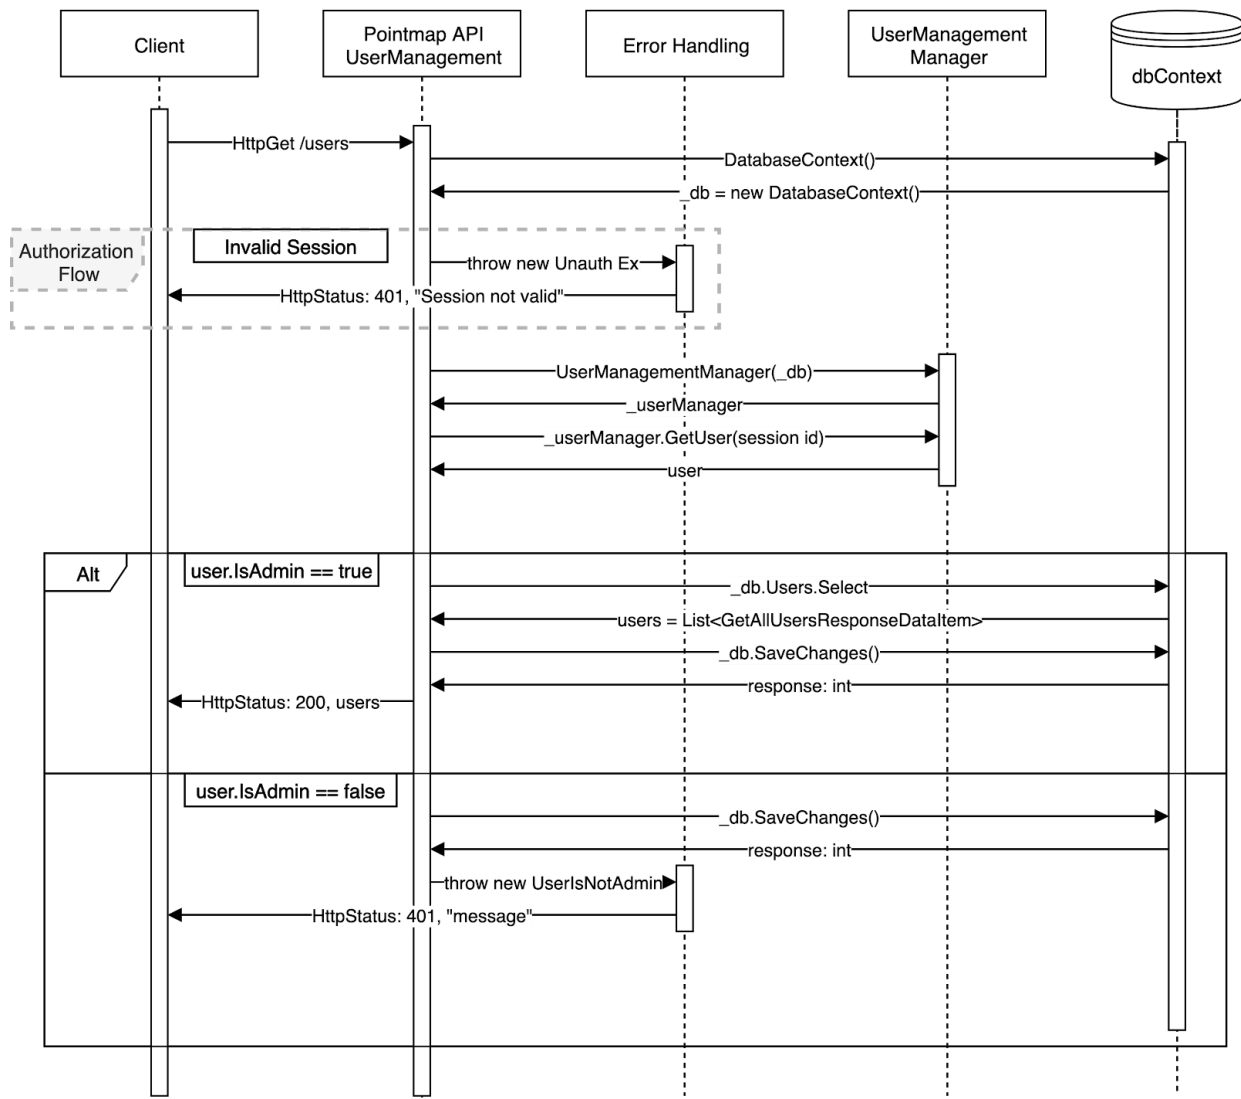 Client
Pointmap API
UserManagement
Error Handling
UserManagement
Manager
dbContext
HttpGet /users
DatabaseContext()
_db = new DatabaseContext()
Authorization
Flow
Invalid Session
throw new Unauth Ex
HttpStatus: 401, "Session not valid"
UserManagementManager(_db)
_userManager
_userManager.GetUser(session id)
user
Alt
user.IsAdmin == true
_db.Users.Select
users = List<GetAllUsersResponseDataItem>
_db.SaveChanges()
response: int
HttpStatus: 200, users
user.IsAdmin == false
_db.SaveChanges()
response: int
throw new UserIsNotAdmin
HttpStatus: 401, "message"